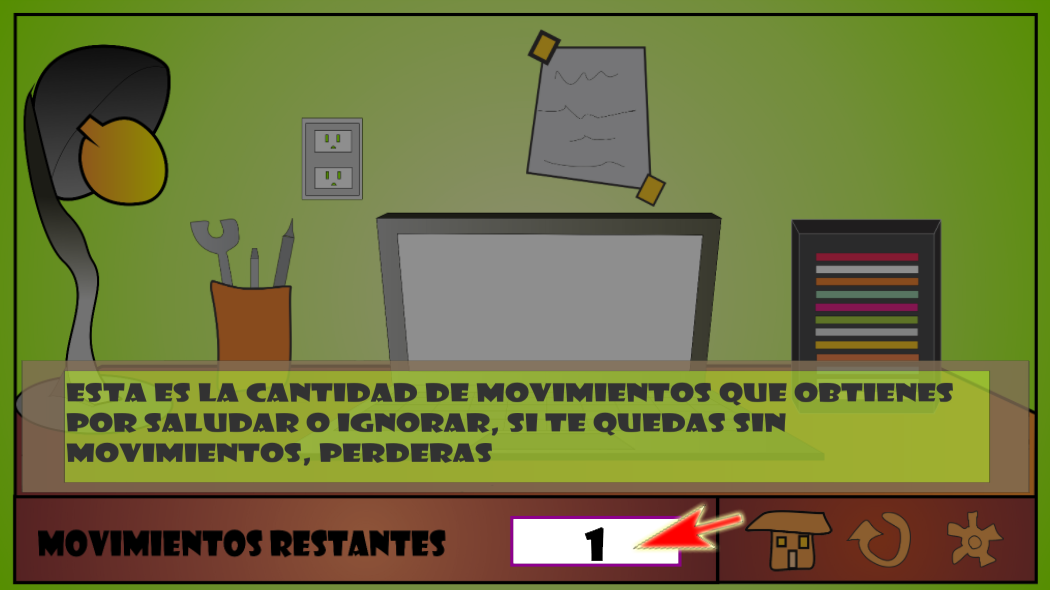 ESTA ES LA CANTIDAD DE MOVIMIENTOS QUE OBTIENES
POR SALUDAR O IGNORAR, SI TE QUEDAS SIN
MOVIMIENTOS, PERDERAS
MOVIMIENTOS RESTANTES
1